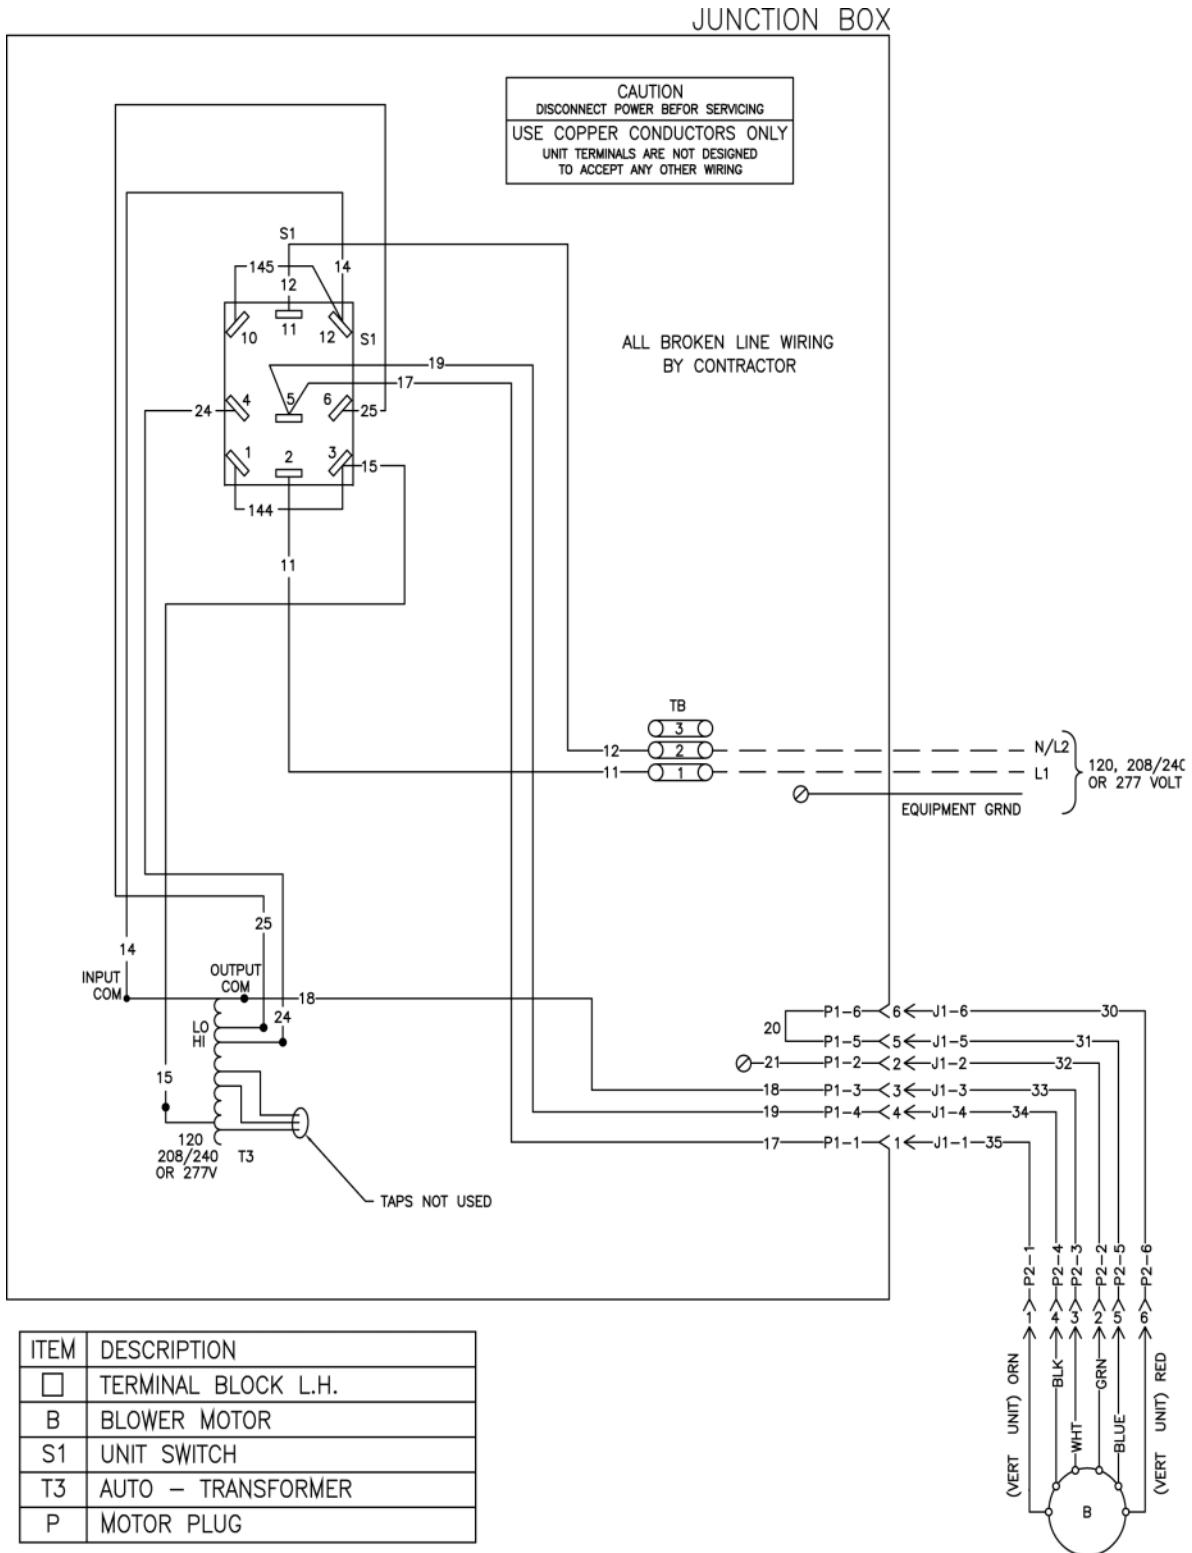 JUNCTION BOX
CAUTION
DISCONNECT POWER BEFOR SERVICING
USE COPPER CONDUCTORS ONLY
UNIT TERMINALS ARE NOT DESIGNED
TO ACCEPT ANY OTHER WIRING
S1
145
14
12
10
11
12
S1
ALL BROKEN LINE WIRING
BY CONTRACTOR
19
17
24
4
5
6
25
1
2
3
15
144
11
TB
3
12
2
N/L2
11
1
L1
120, 208/240
OR 277 VOLT
EQUIPMENT GRND
25
14
INPUT
COM
OUTPUT
COM
18
LO
HI
24
15
120
208/240
OR 277V
T3
TAPS NOT USED
P1-6
6
J1-6
30
20
P1-5
5
J1-5
31
21
P1-2
2
J1-2
32
18
P1-3
3
J1-3
33
19
P1-4
4
J1-4
34
17
P1-1
1
J1-1
35
P2-1
P2-4
P2-3
P2-2
P2-5
P2-6
1
4
3
2
5
6
(VERT UNIT) ORN
BLK
WHT
GRN
BLUE
(VERT UNIT) RED
B
ITEM DESCRIPTION
TERMINAL BLOCK L.H.
B BLOWER MOTOR
S1 UNIT SWITCH
T3 AUTO - TRANSFORMER
P MOTOR PLUG